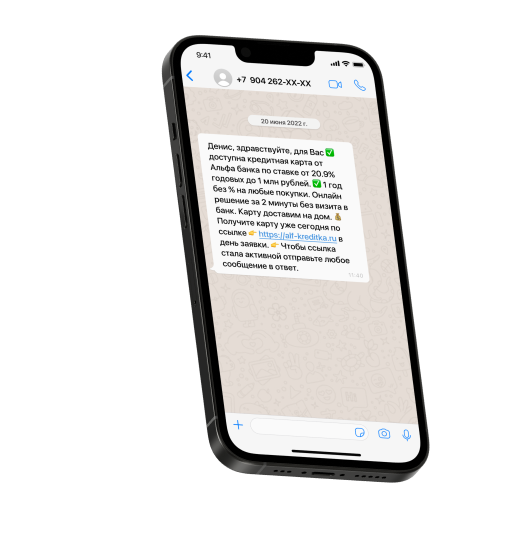 9:41
+7 904 262-XX-XX
20 июня 2022 г.
Денис, здравствуйте, для Вас ✅
доступна кредитная карта от
Альфа банка по ставке от 20.9%
годовых до 1 млн рублей. ✅ 1 год
без % на любые покупки. Онлайн
решение за 2 минуты без визита в
банк. Карту доставим на дом. 💰
Получите карту уже сегодня по
ссылке 👉 https://alf-kreditka.ru в
день заявки. 👉 Чтобы ссылка
стала активной отправьте любое
сообщение в ответ.
11:40